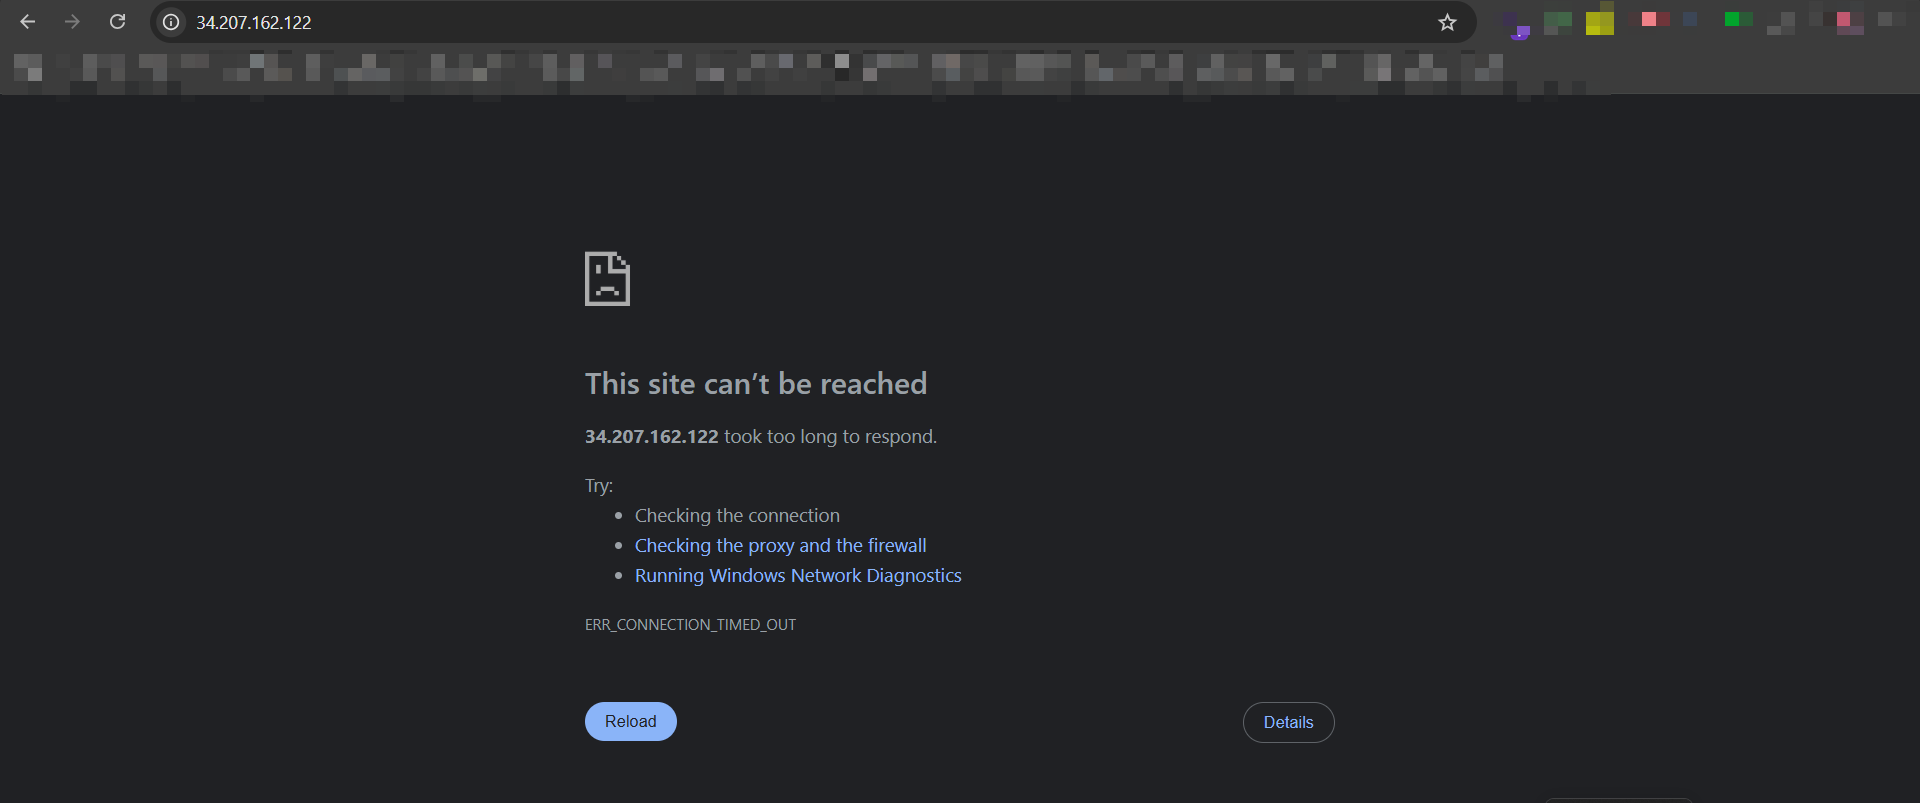 34.207.162.122
This site can’t be reached
34.207.162.122 took too long to respond.
Try:
Checking the connection
Checking the proxy and the firewall
Running Windows Network Diagnostics
ERR_CONNECTION_TIMED_OUT
Reload
Details